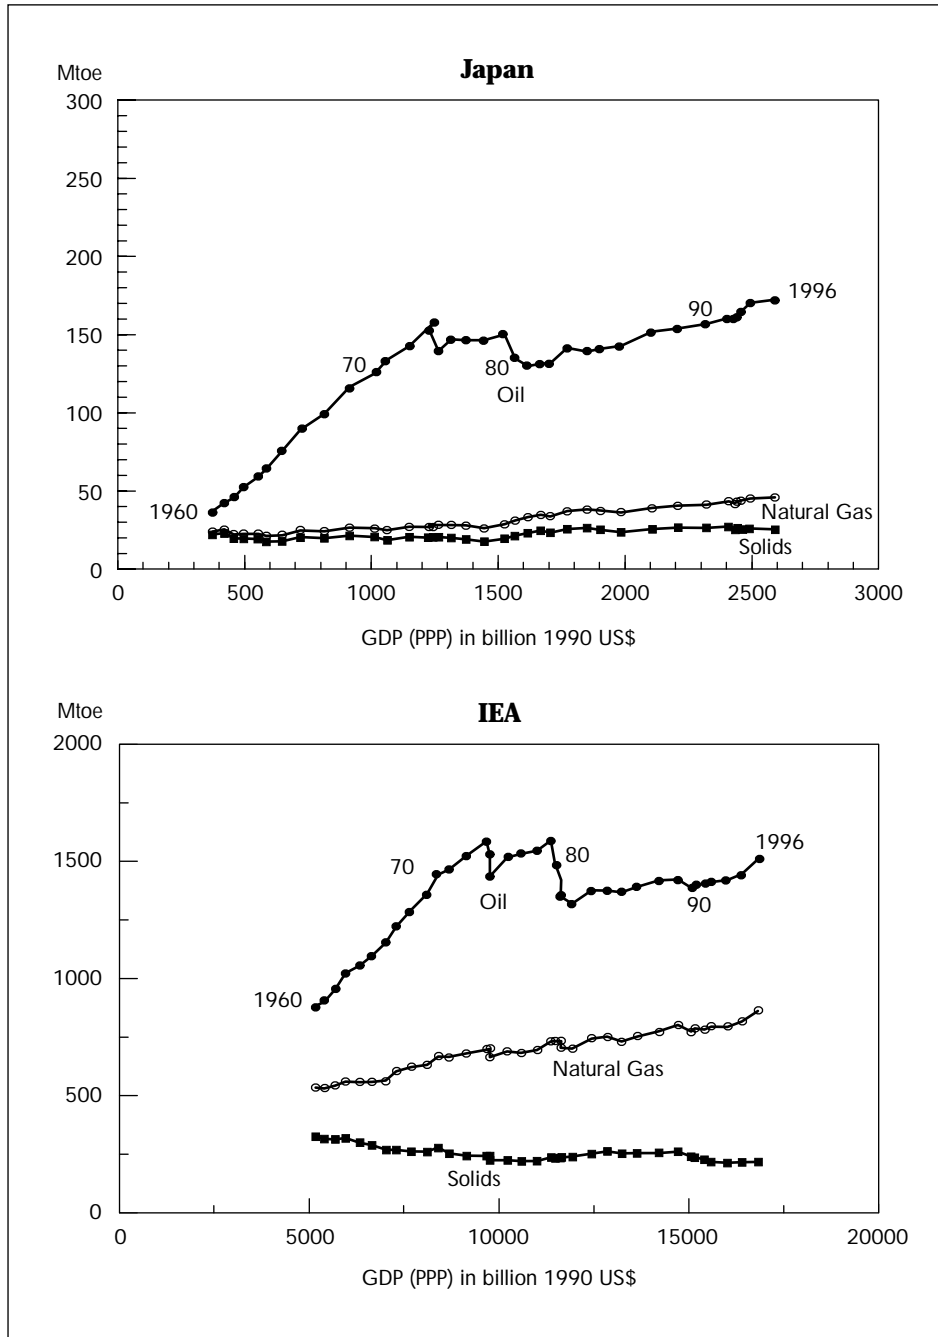 Japan
Mtoe
300
250
200
150
100
50
0
1960
70
80
Oil
90
1996
Natural Gas
Solids
0 500 1000 1500 2000 2500 3000
GDP (PPP) in billion 1990 US$
IEA
Mtoe
2000
1500
1000
500
0
1960
70
Oil
80
90
1996
Natural Gas
Solids
0 5000 10000 15000 20000
GDP (PPP) in billion 1990 US$